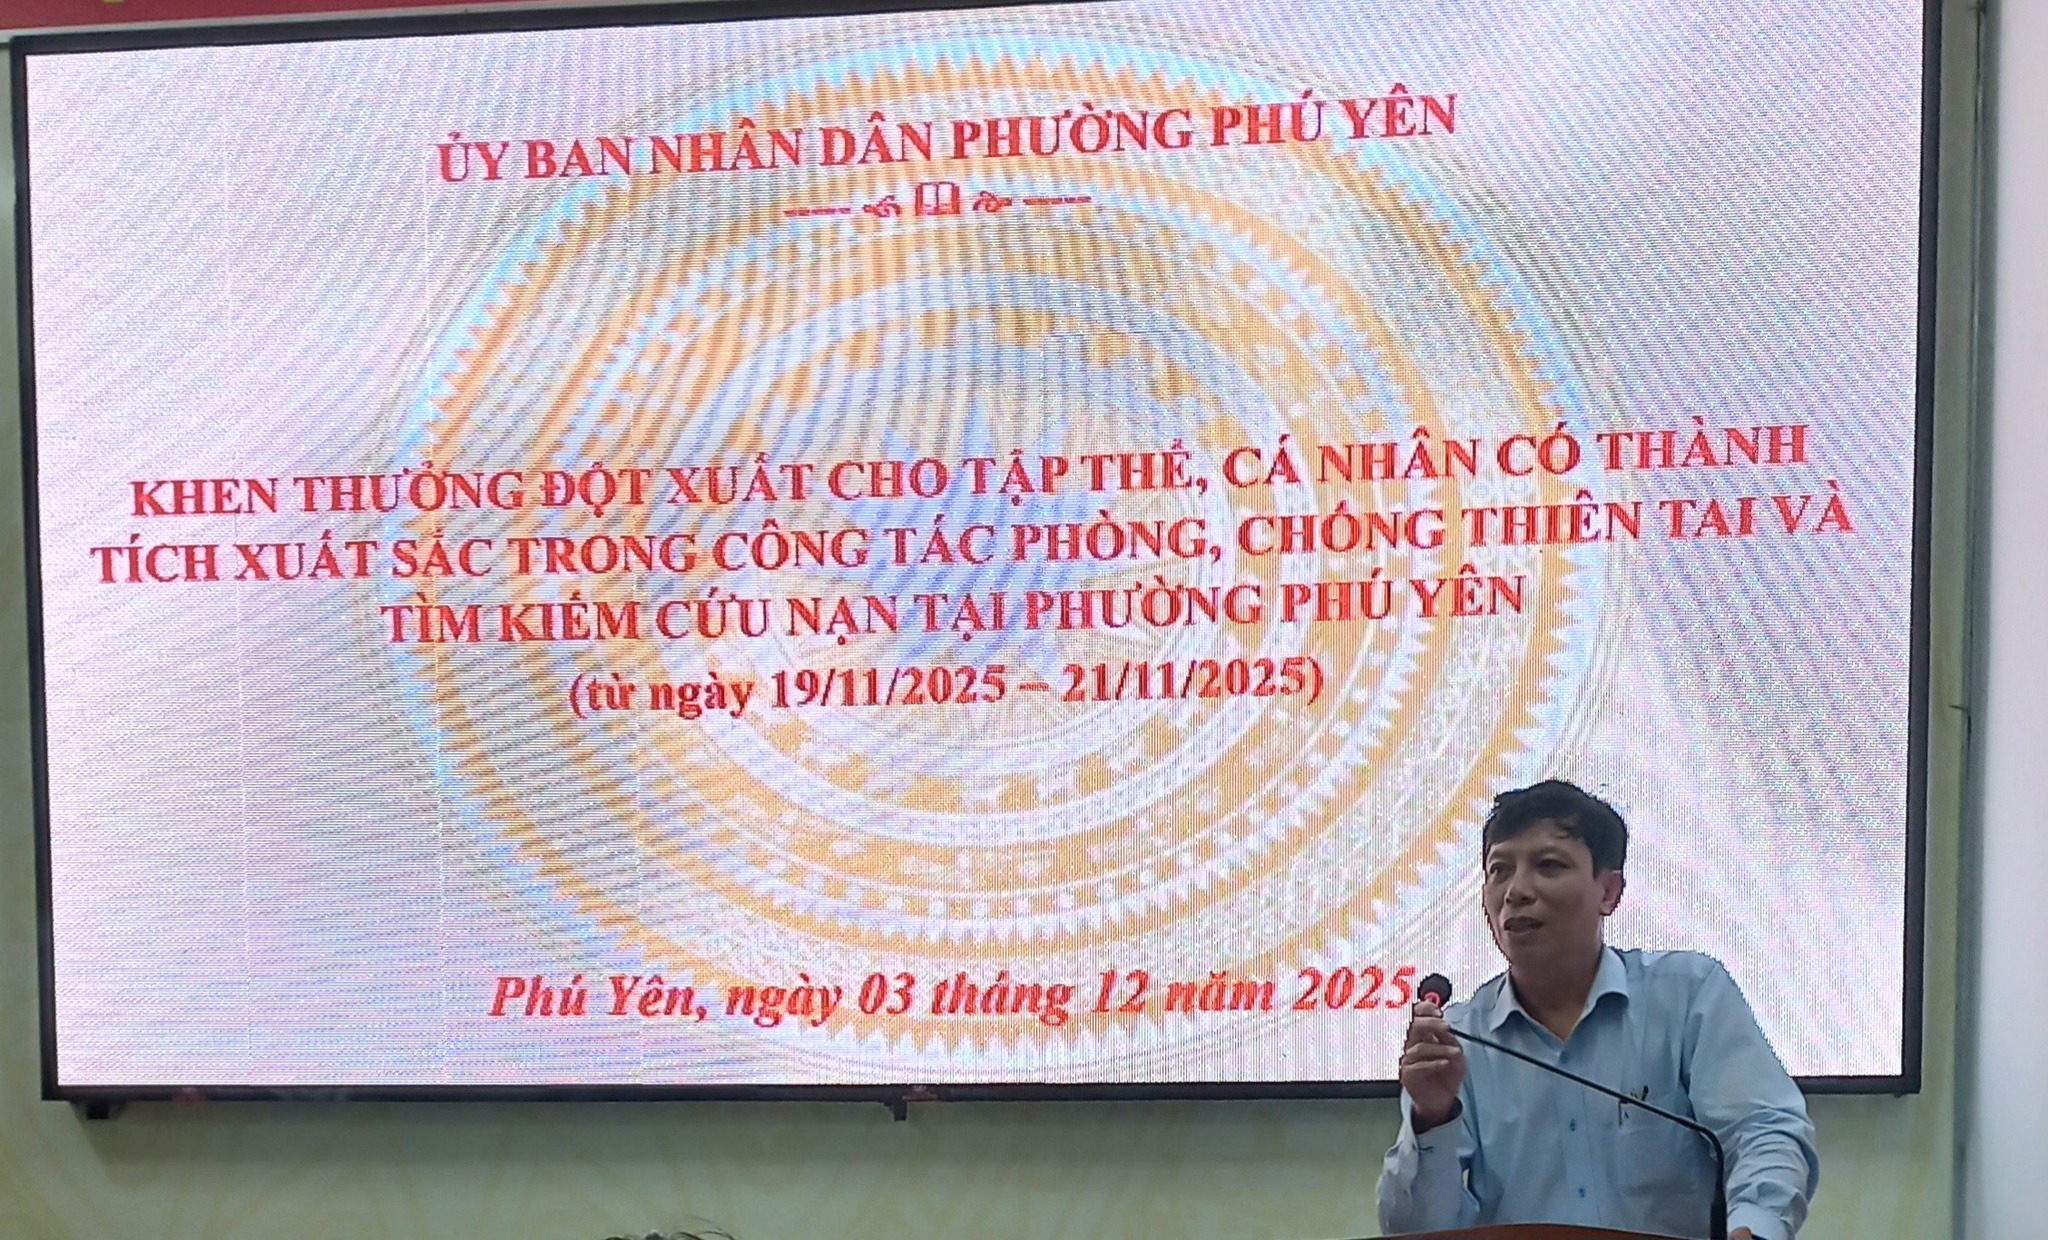 ỦY BAN NHÂN DÂN PHƯỜNG PHÚ YÊN
KHEN THƯỞNG ĐỘT XUẤT CHO TẬP THỂ, CÁ NHÂN CÓ THÀNH
TÍCH XUẤT SẮC TRONG CÔNG TÁC PHÒNG, CHỐNG THIÊN TAI VÀ
TÌM KIẾM CỨU NẠN TẠI PHƯỜNG PHÚ YÊN
(từ ngày 19/11/2025 – 21/11/2025)
Phú Yên, ngày 03 tháng 12 năm 2025